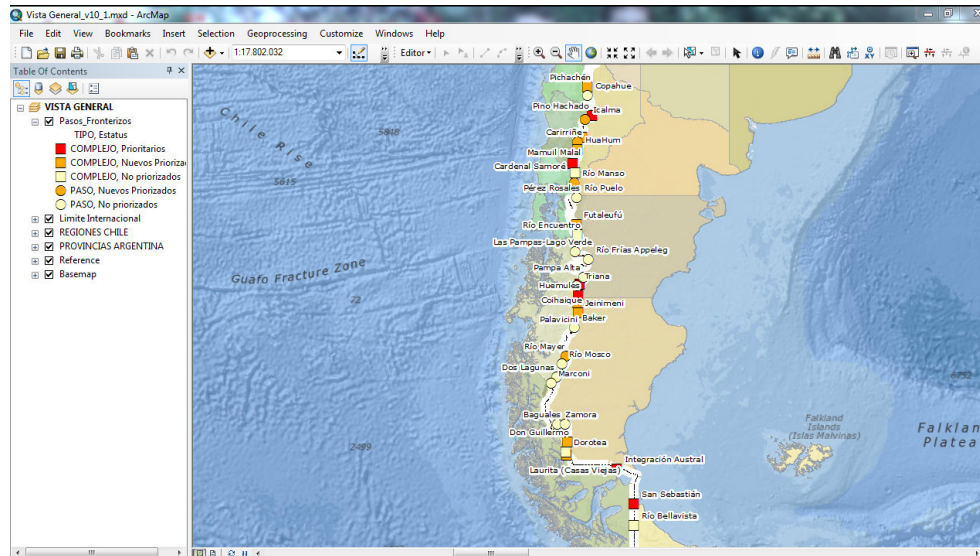 Vista General_v10_1.mxd - ArcMap
File Edit View Bookmarks Insert Selection Geoprocessing Customize Windows Help
1:17.802.032
Editor
Table Of Contents
VISTA GENERAL
Pasos_Fronterizos
TIPO, Estatus
COMPLEJO, Prioritarios
COMPLEJO, Nuevos Prioriza
COMPLEJO, No priorizados
PASO, Nuevos Priorizados
PASO, No priorizados
Limite Internacional
REGIONES CHILE
PROVINCIAS ARGENTINA
Reference
Basemap
Pichachén
Copahue
Pino Hachado
Icalma
Carirriñe
HuaHum
Mamuil Malal
Cardenal Samoré
Río Manso
Pérez Rosales
Río Puelo
Futaleufú
Río Encuentro
Las Pampas-Lago Verde
Río Frías Appeleg
Pampa Alta
Triana
Huemules
Coihaique
Jeinimeni
Palavicini
Baker
Río Mayer
Río Mosco
Dos Lagunas
Marconi
Baguales
Zamora
Don Guillermo
Dorotea
Integración Austral
Laurita (Casas Viejas)
San Sebastián
Río Bellavista
Chile Rise
5848
5615
Guafo Fracture Zone
22
2499
6752
Falkland
Islands
(Islas Malvinas)
Falklan
Platea